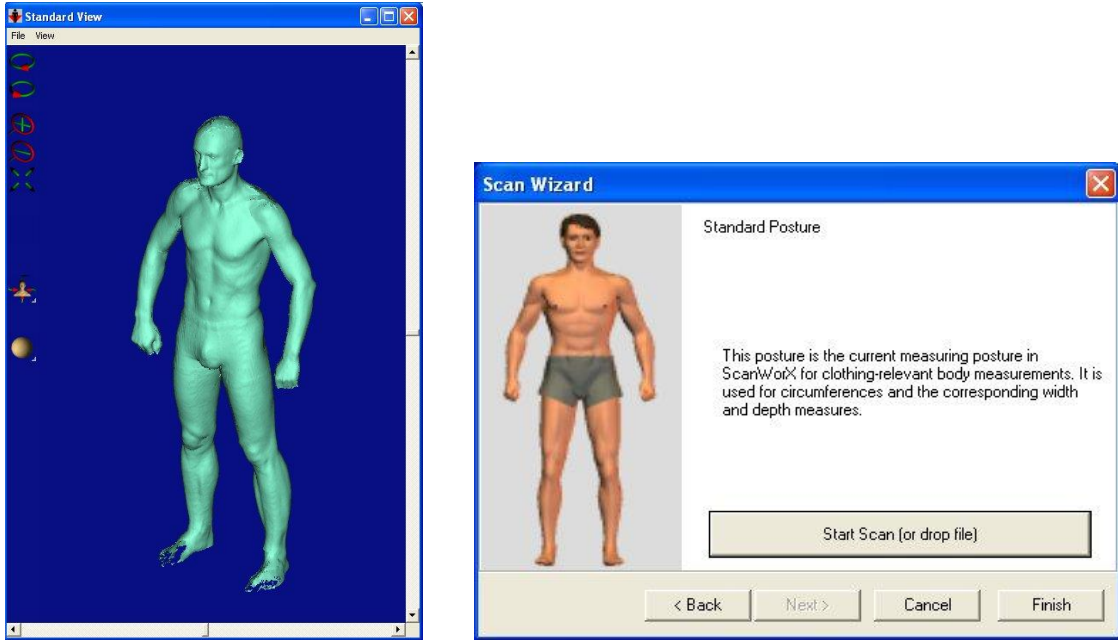 Standard View
File View
Scan Wizard
Standard Posture
This posture is the current measuring posture in
ScanWorX for clothing-relevant body measurements. It is
used for circumferences and the corresponding width
and depth measures.
Start Scan (or drop file)
< Back Next > Cancel Finish